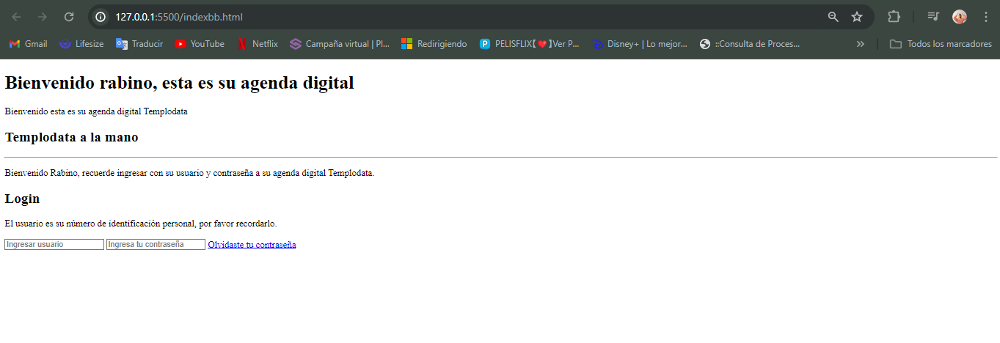 127.0.0.1:5500/indexbb.html
Gmail Lifesize Traducir YouTube Netflix Campaña virtual | Pl... Redirigiendo PELISFLIX【❤️】Ver P... Disney+ | Lo mejor... ::Consulta de Proces... » Todos los marcadores
Bienvenido rabino, esta es su agenda digital
Bienvenido esta es su agenda digital Templodata
Templodata a la mano
Bienvenido Rabino, recuerde ingresar con su usuario y contraseña a su agenda digital Templodata.
Login
El usuario es su número de identificación personal, por favor recordarlo.
Ingresar usuario Ingresa tu contraseña Olvidaste tu contraseña